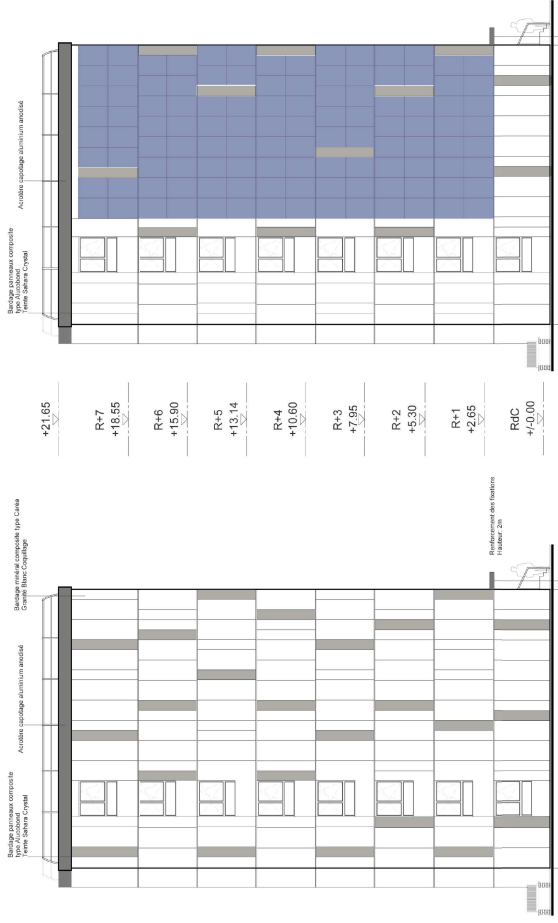 Bardage panneaux composite
type Alucobond
Teinte Sahara Crystal
Acrotère capotage aluminium anodisé
+21.65
R+7
+18.55
R+6
+15.90
R+5
+13.14
R+4
+10.60
R+3
+7.95
R+2
+5.30
R+1
+2.65
RdC
+/-0.00
Bardage panneaux composite
type Alucobond
Teinte Sahara Crystal
Acrotère capotage aluminium anodisé
Bardage minéral composite type Caréa
Granité Blanc Coquillage
Renforcement des fixations
Hauteur: 2m